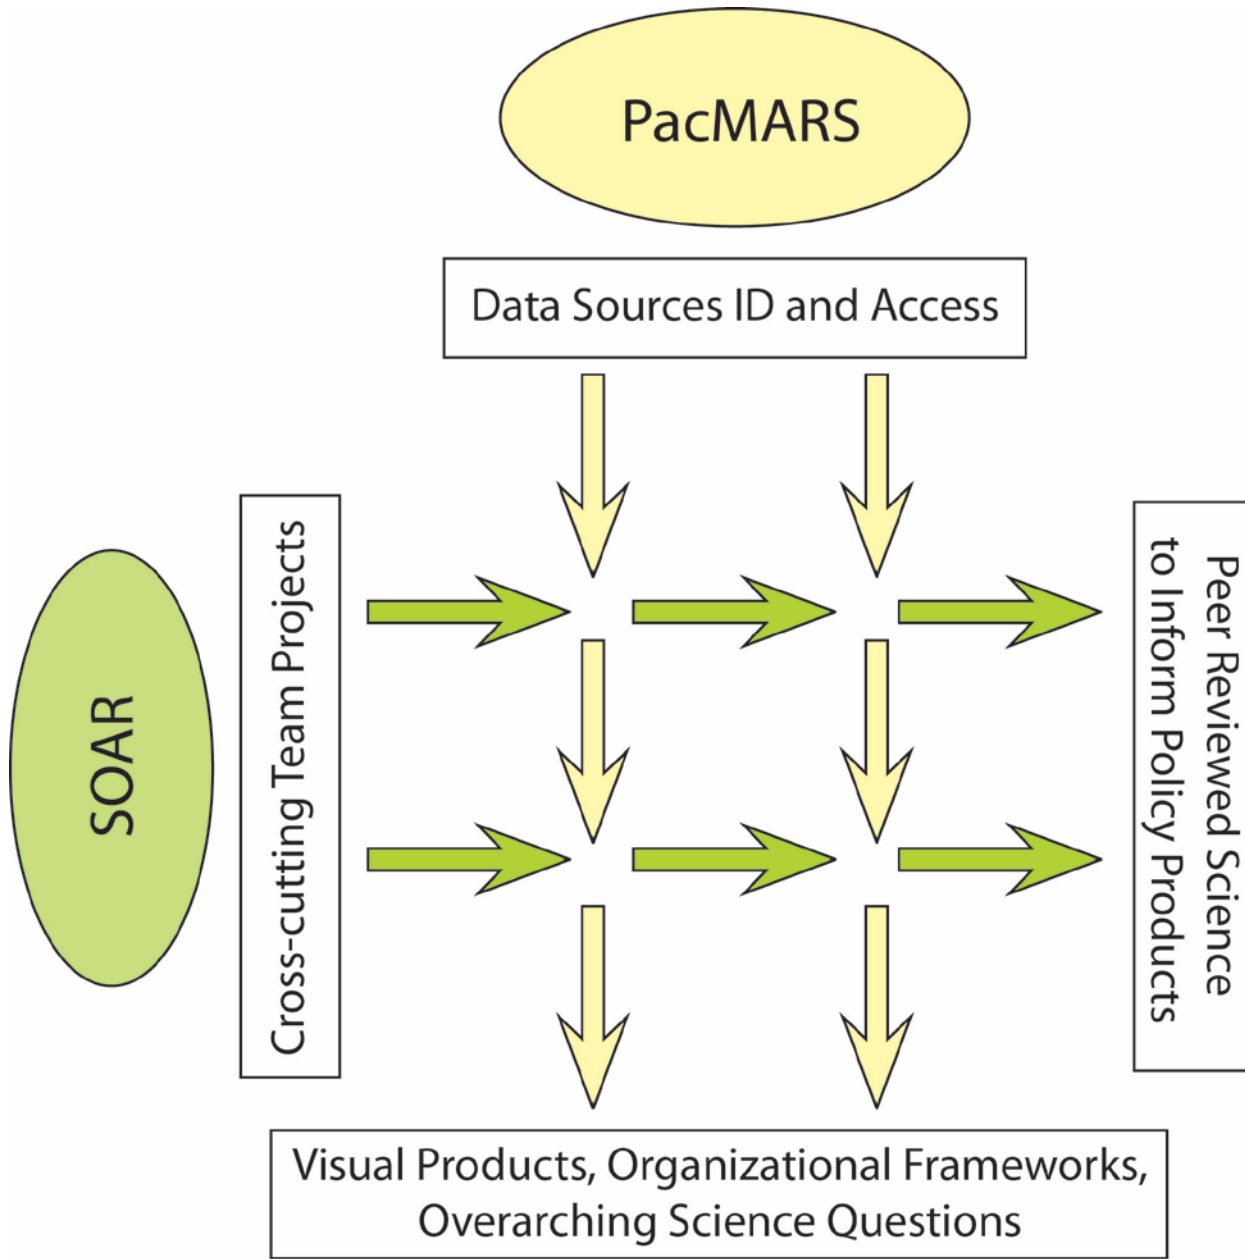 PacMARS
Data Sources ID and Access
SOAR
Cross-cutting Team Projects
Peer Reviewed Science
to Inform Policy Products
Visual Products, Organizational Frameworks,
Overarching Science Questions